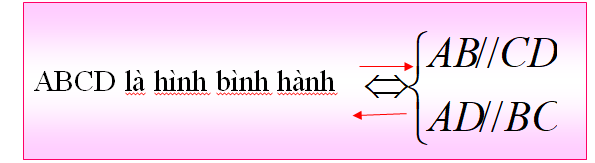 AB//CD
ABCD là hình bình hành ⇔
AD//BC